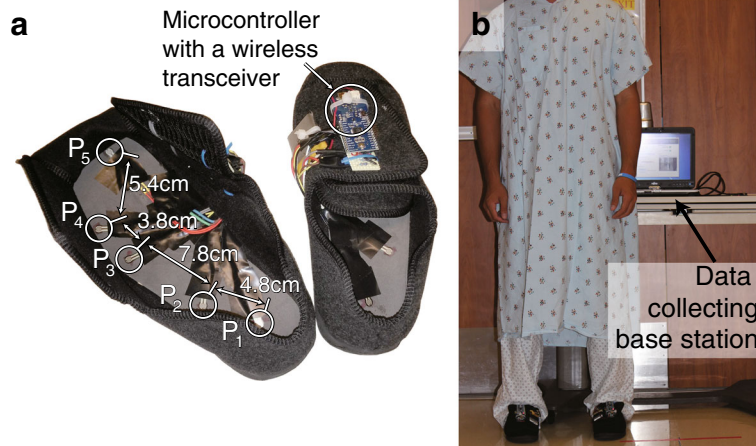 a
Microcontroller
with a wireless
transceiver
P5
5.4cm
P4
3.8cm
P3
7.8cm
P2
4.8cm
P1
b
Data
collecting
base station